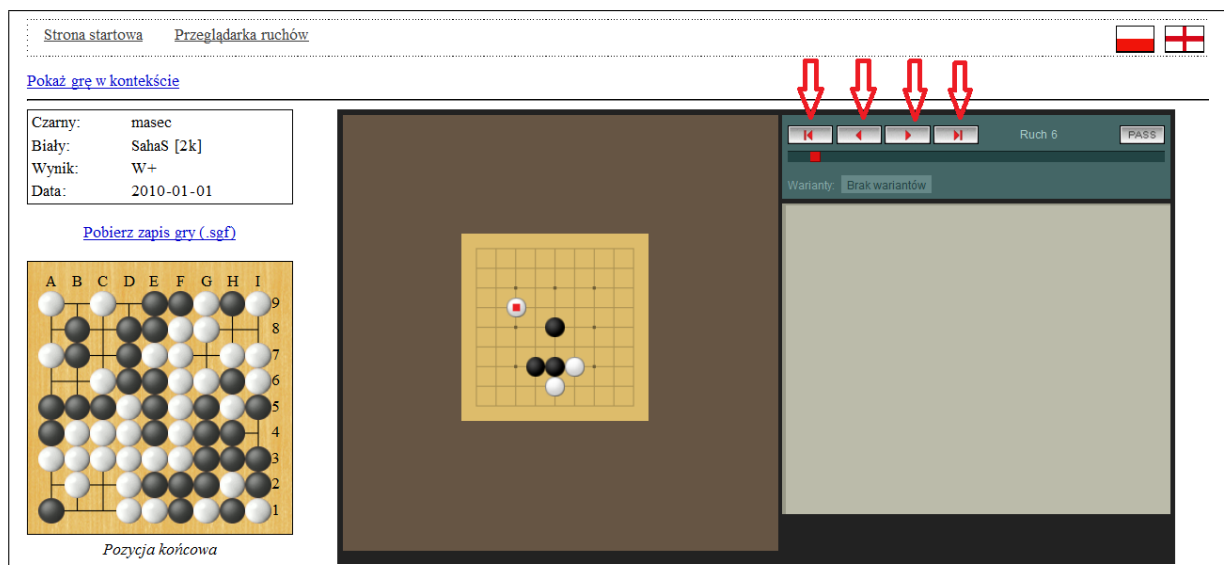 Strona startowa Przeglądarka ruchów
Pokaż grę w kontekście
Czarny: masec
Biały: SahaS [2k]
Wynik: W+
Data: 2010-01-01
Pobierz zapis gry (.sgf)
A B C D E F G H I
9
8
7
6
5
4
3
2
1
Pozycja końcowa
Ruch 6 PASS
Warianty: Brak wariantów